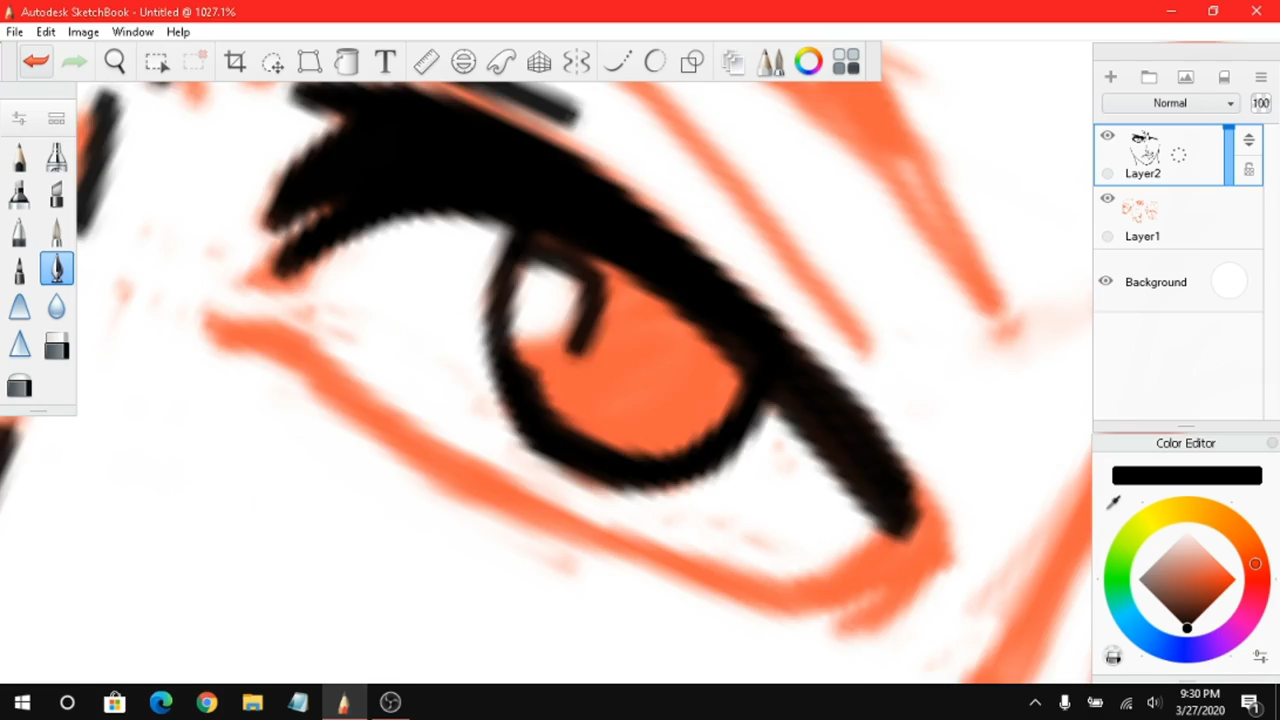 Autodesk SketchBook - Untitled @ 1027.1%
File Edit Image Window Help
T
Normal
100
Layer2
Layer1
Background
Color Editor
9:30 PM
3/27/2020
1